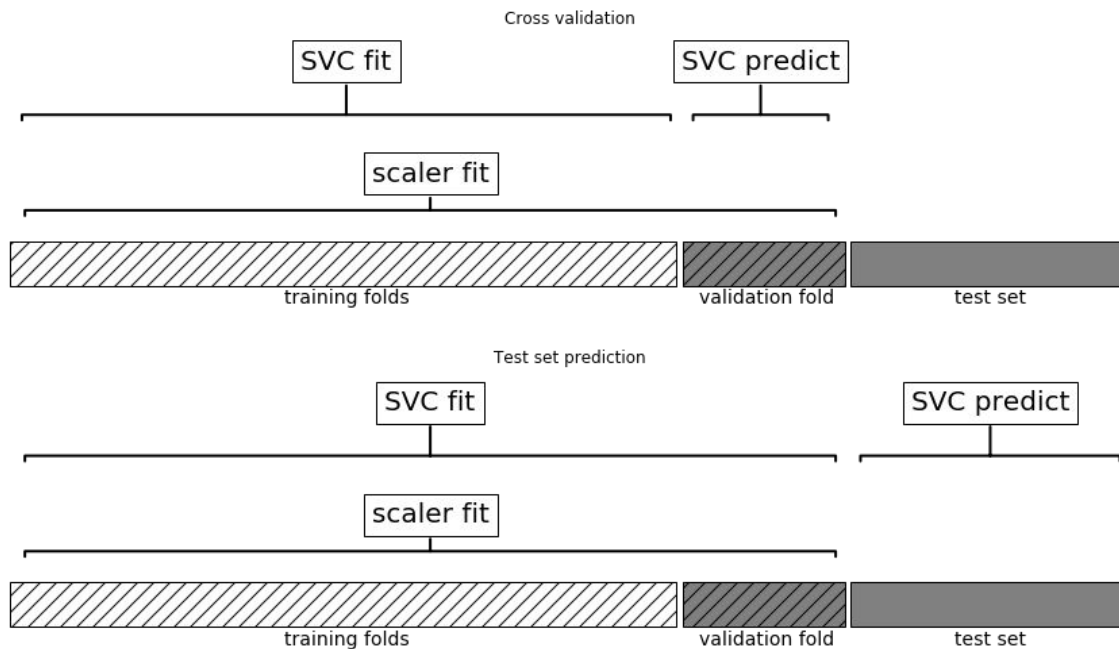 Cross validation
SVC fit
SVC predict
scaler fit
training folds
validation fold
test set
Test set prediction
SVC fit
SVC predict
scaler fit
training folds
validation fold
test set